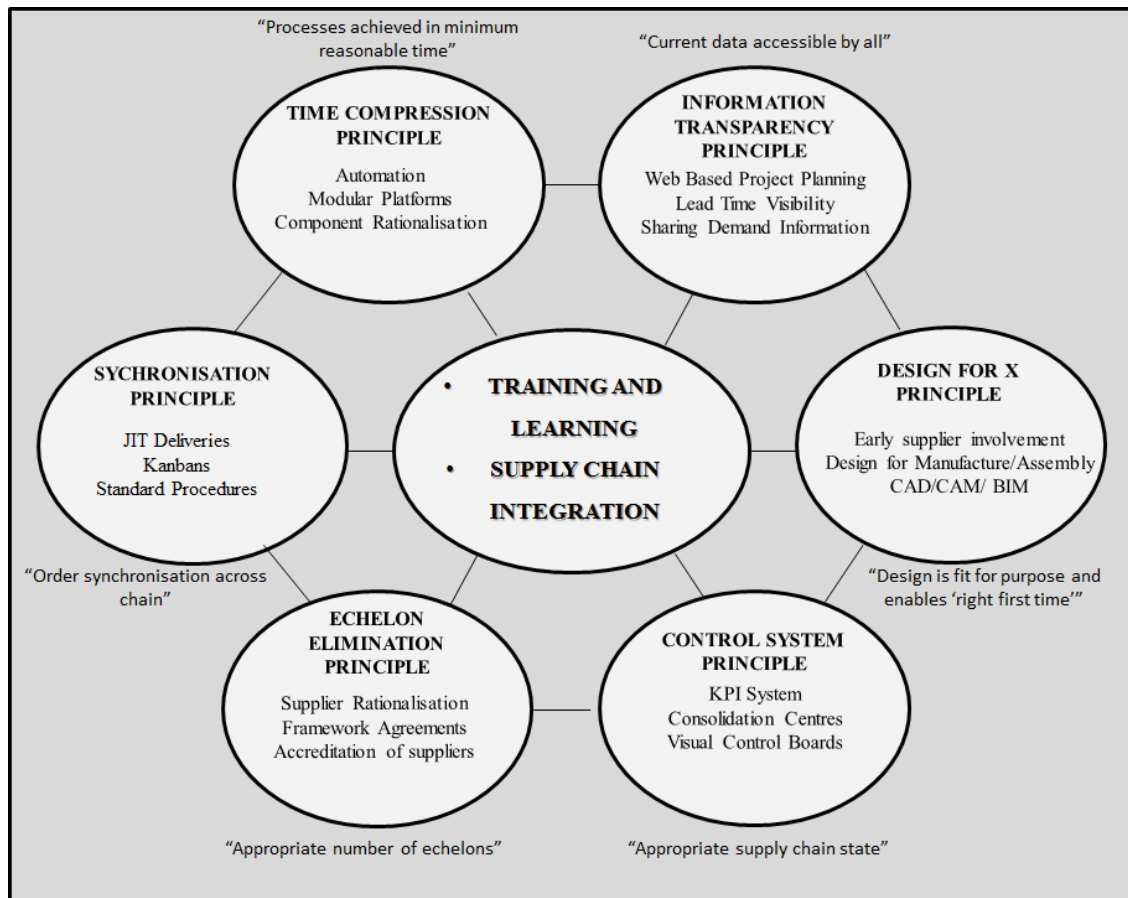 “Processes achieved in minimum
reasonable time”
“Current data accessible by all”
TIME COMPRESSION
PRINCIPLE
Automation
Modular Platforms
Component Rationalisation
INFORMATION
TRANSPARENCY
PRINCIPLE
Web Based Project Planning
Lead Time Visibility
Sharing Demand Information
SYCHRONISATION
PRINCIPLE
JIT Deliveries
Kanbans
Standard Procedures
• TRAINING AND
LEARNING
• SUPPLY CHAIN
INTEGRATION
DESIGN FOR X
PRINCIPLE
Early supplier involvement
Design for Manufacture/Assembly
CAD/CAM/ BIM
“Order synchronisation across
chain”
“Design is fit for purpose and
enables ‘right first time’”
ECHELON
ELIMINATION
PRINCIPLE
Supplier Rationalisation
Framework Agreements
Accreditation of suppliers
CONTROL SYSTEM
PRINCIPLE
KPI System
Consolidation Centres
Visual Control Boards
“Appropriate number of echelons”
“Appropriate supply chain state”